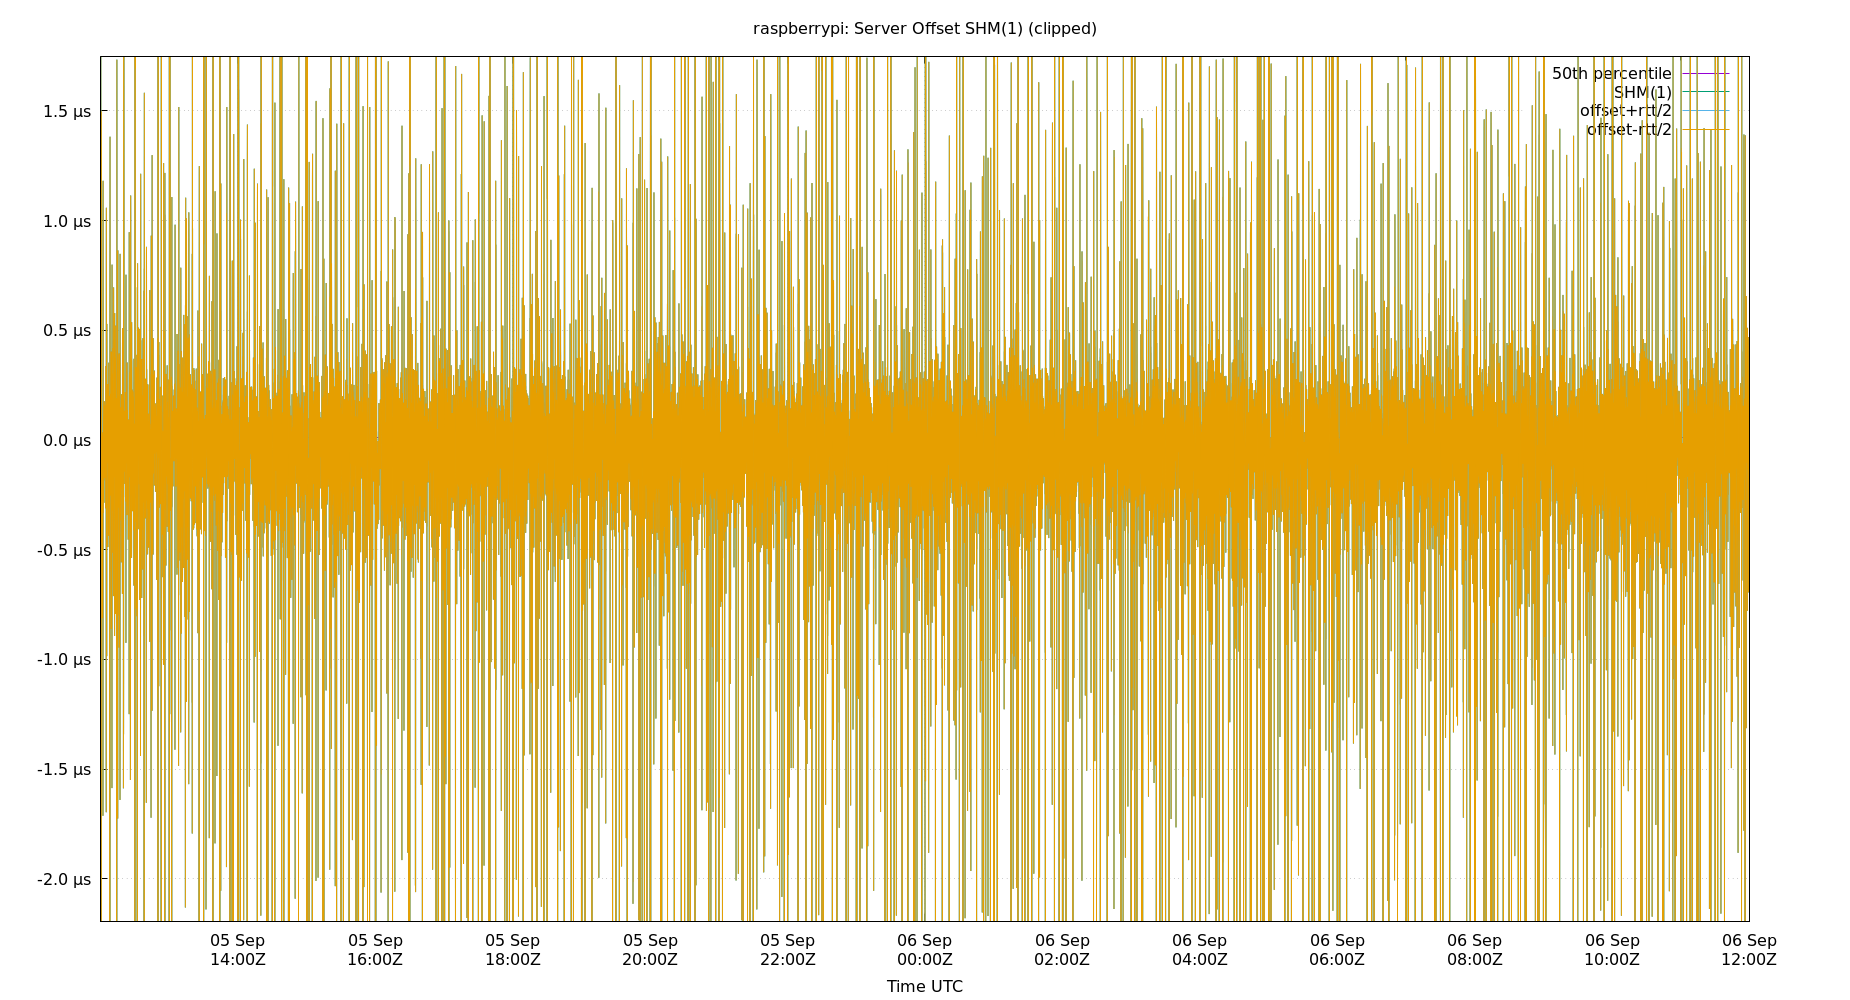 raspberrypi: Server Offset SHM(1) (clipped)
50th percentile
SHM(1)
offset+rtt/2
offset-rtt/2
1.5 µs
1.0 µs
0.5 µs
0.0 µs
-0.5 µs
-1.0 µs
-1.5 µs
-2.0 µs
05 Sep 05 Sep 05 Sep 05 Sep 05 Sep 06 Sep 06 Sep 06 Sep 06 Sep 06 Sep 06 Sep 06 Sep
14:00Z 16:00Z 18:00Z 20:00Z 22:00Z 00:00Z 02:00Z 04:00Z 06:00Z 08:00Z 10:00Z 12:00Z
Time UTC